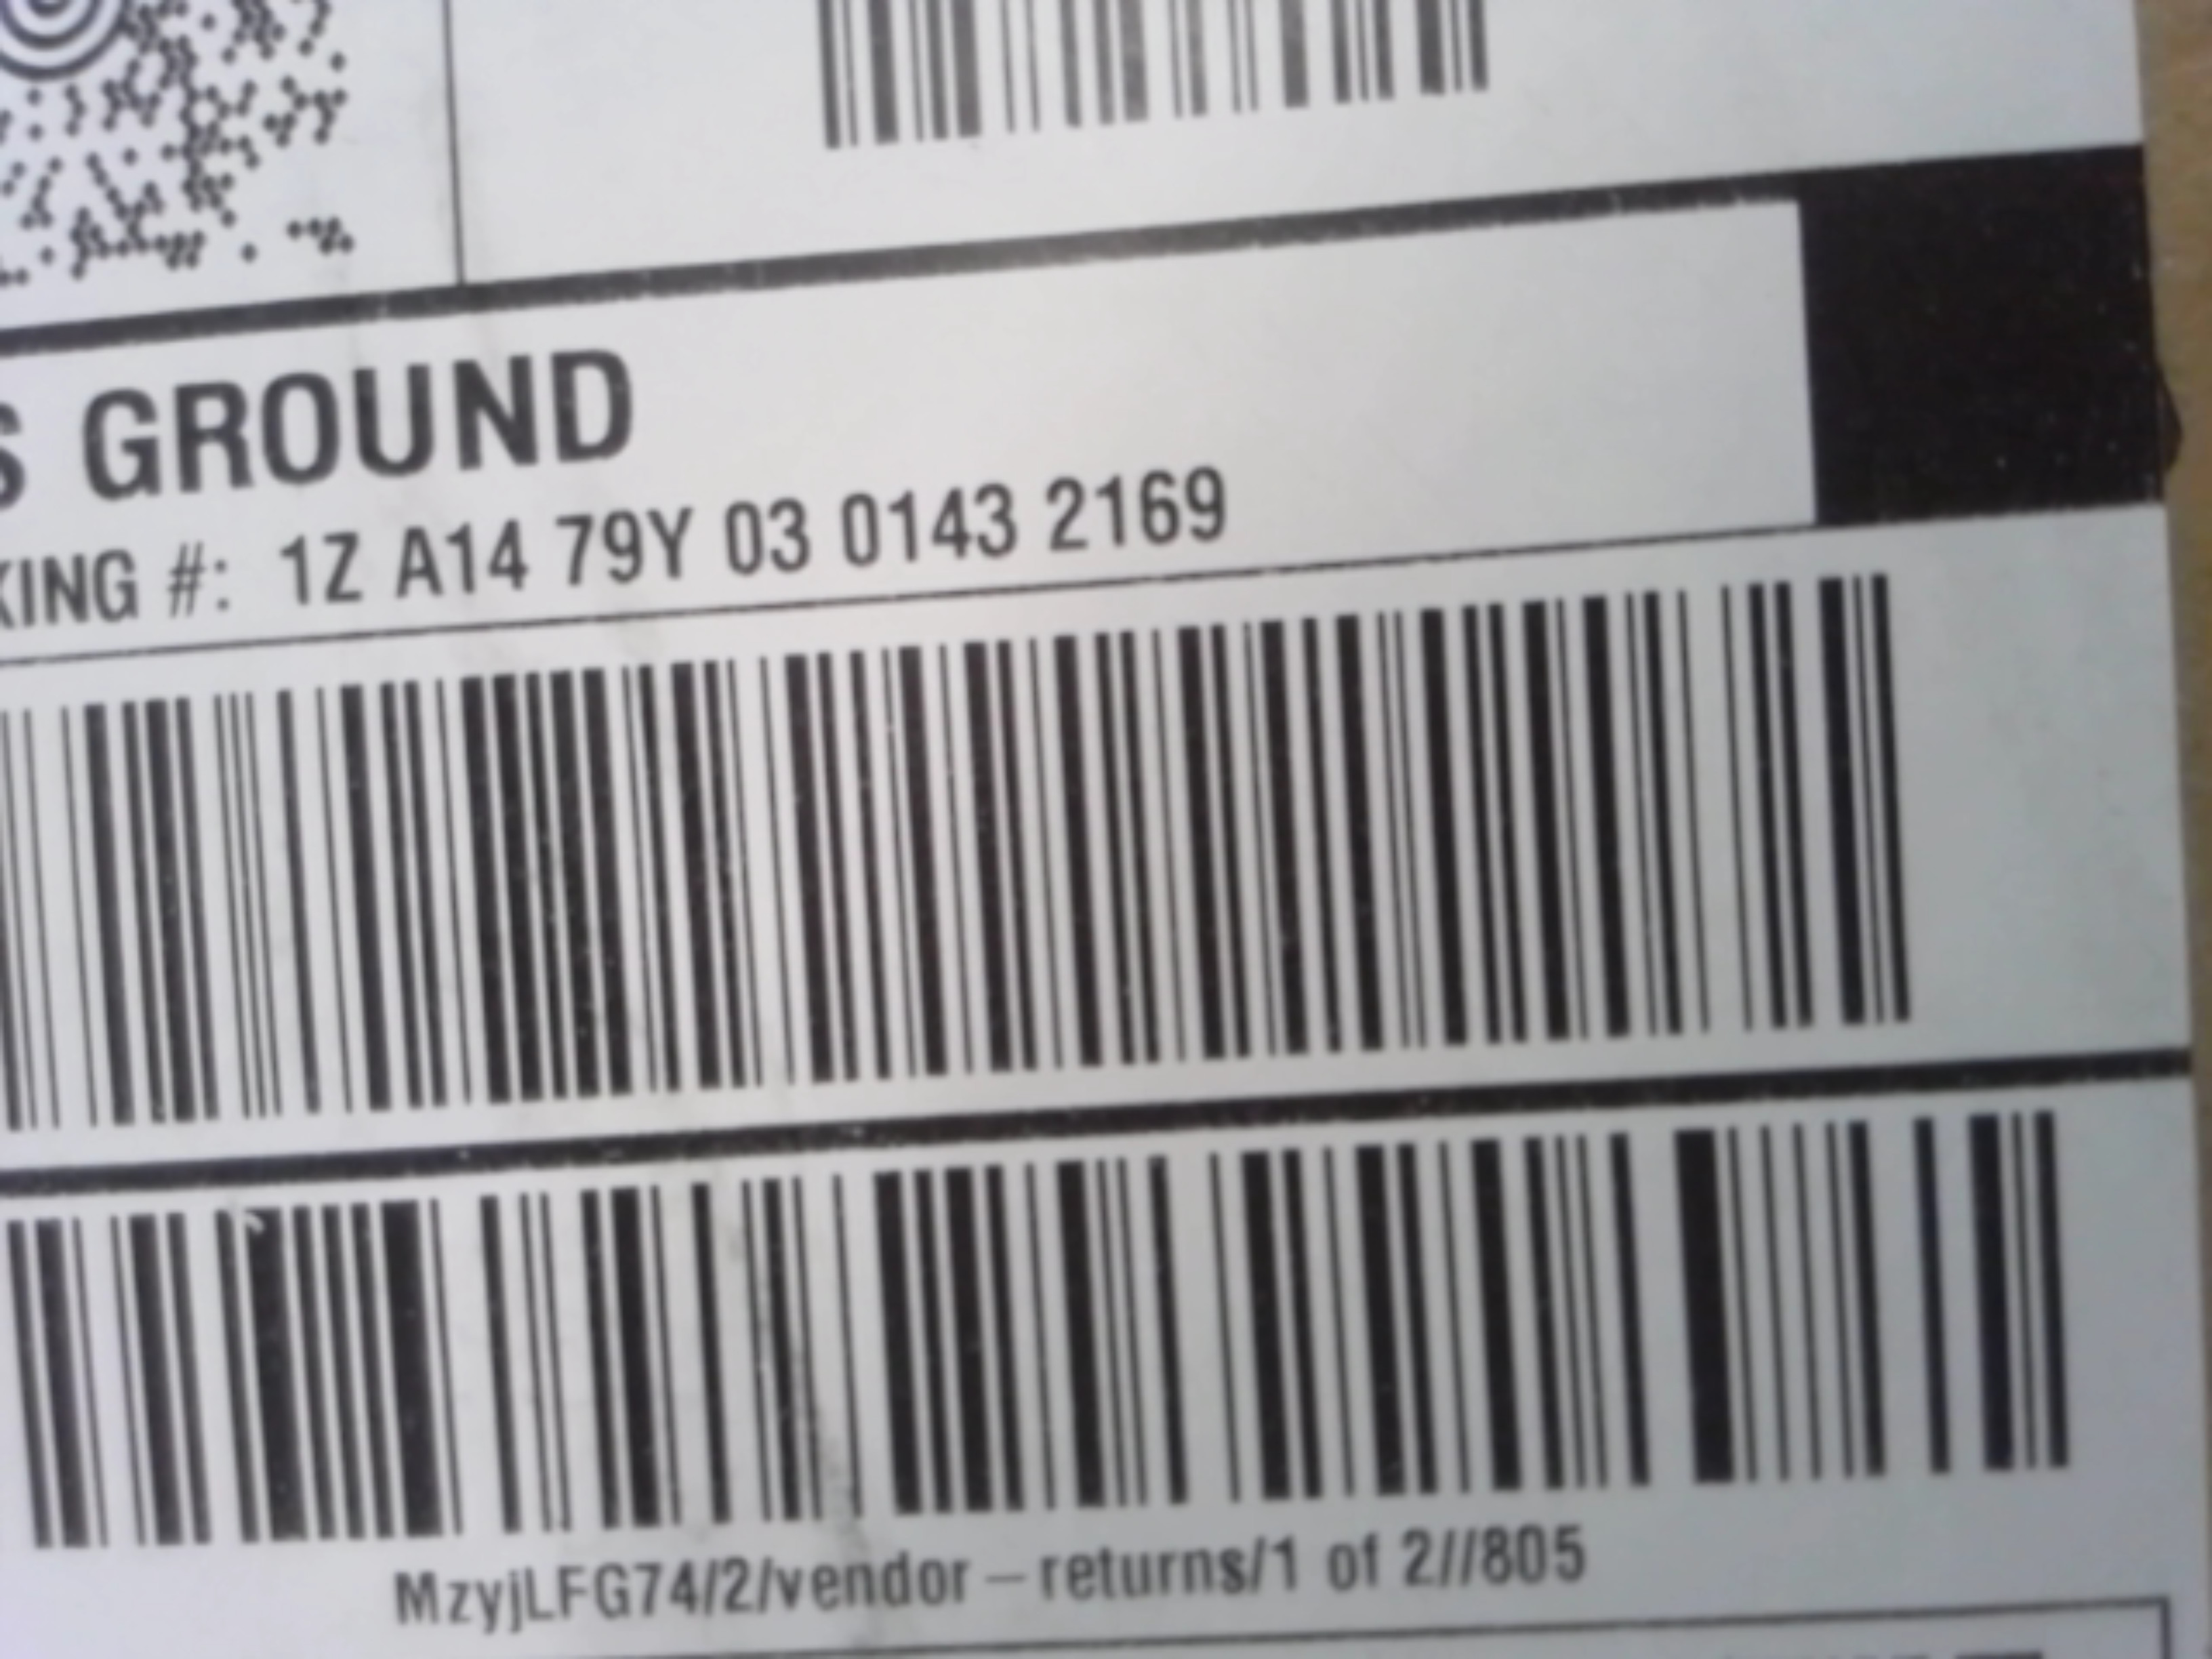 S GROUND
KING #: 1Z A14 79Y 03 0143 2169
MzyjLFG74/2/vendor – returns/1 of 2//805